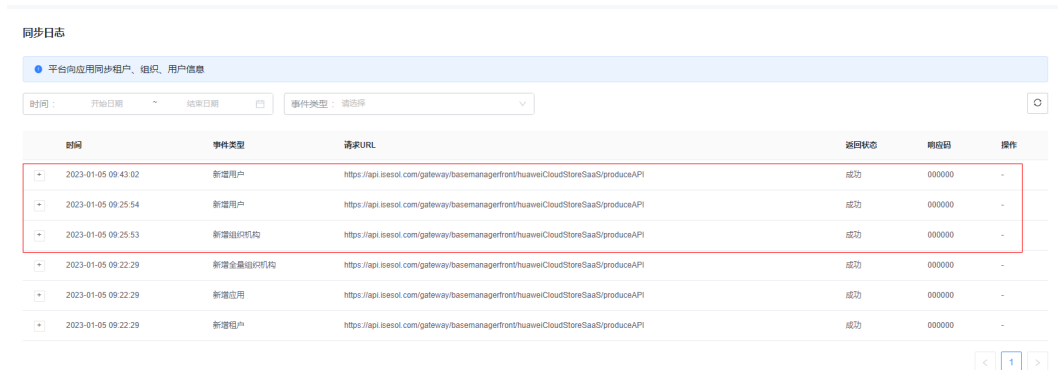 同步日志
平台向应用同步租户、组织、用户信息
时间 : 开始日期 ~ 结束日期 事件类型 : 请选择
时间 事件类型 请求URL 返回状态 响应码 操作
+ 2023-01-05 09:43:02 新增用户 https://api.isesol.com/gateway/basemanagerfront/huaweiCloudStoreSaaS/produceAPI 成功 000000 -
+ 2023-01-05 09:25:54 新增用户 https://api.isesol.com/gateway/basemanagerfront/huaweiCloudStoreSaaS/produceAPI 成功 000000 -
+ 2023-01-05 09:25:53 新增组织机构 https://api.isesol.com/gateway/basemanagerfront/huaweiCloudStoreSaaS/produceAPI 成功 000000 -
+ 2023-01-05 09:22:29 新增全量组织机构 https://api.isesol.com/gateway/basemanagerfront/huaweiCloudStoreSaaS/produceAPI 成功 000000 -
+ 2023-01-05 09:22:29 新增应用 https://api.isesol.com/gateway/basemanagerfront/huaweiCloudStoreSaaS/produceAPI 成功 000000 -
+ 2023-01-05 09:22:29 新增租户 https://api.isesol.com/gateway/basemanagerfront/huaweiCloudStoreSaaS/produceAPI 成功 000000 -
< 1 >